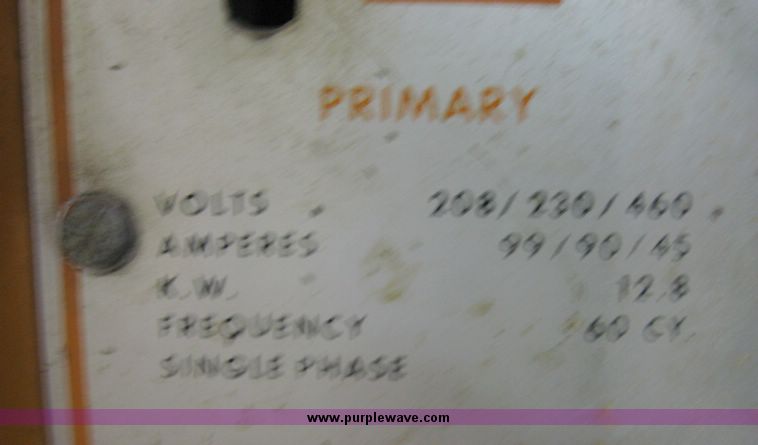 PRIMARY
VOLTS 208/230/460
AMPERES 99/90/45
K.W. 12.8
FREQUENCY 60 CY.
SINGLE PHASE
www.purplewave.com